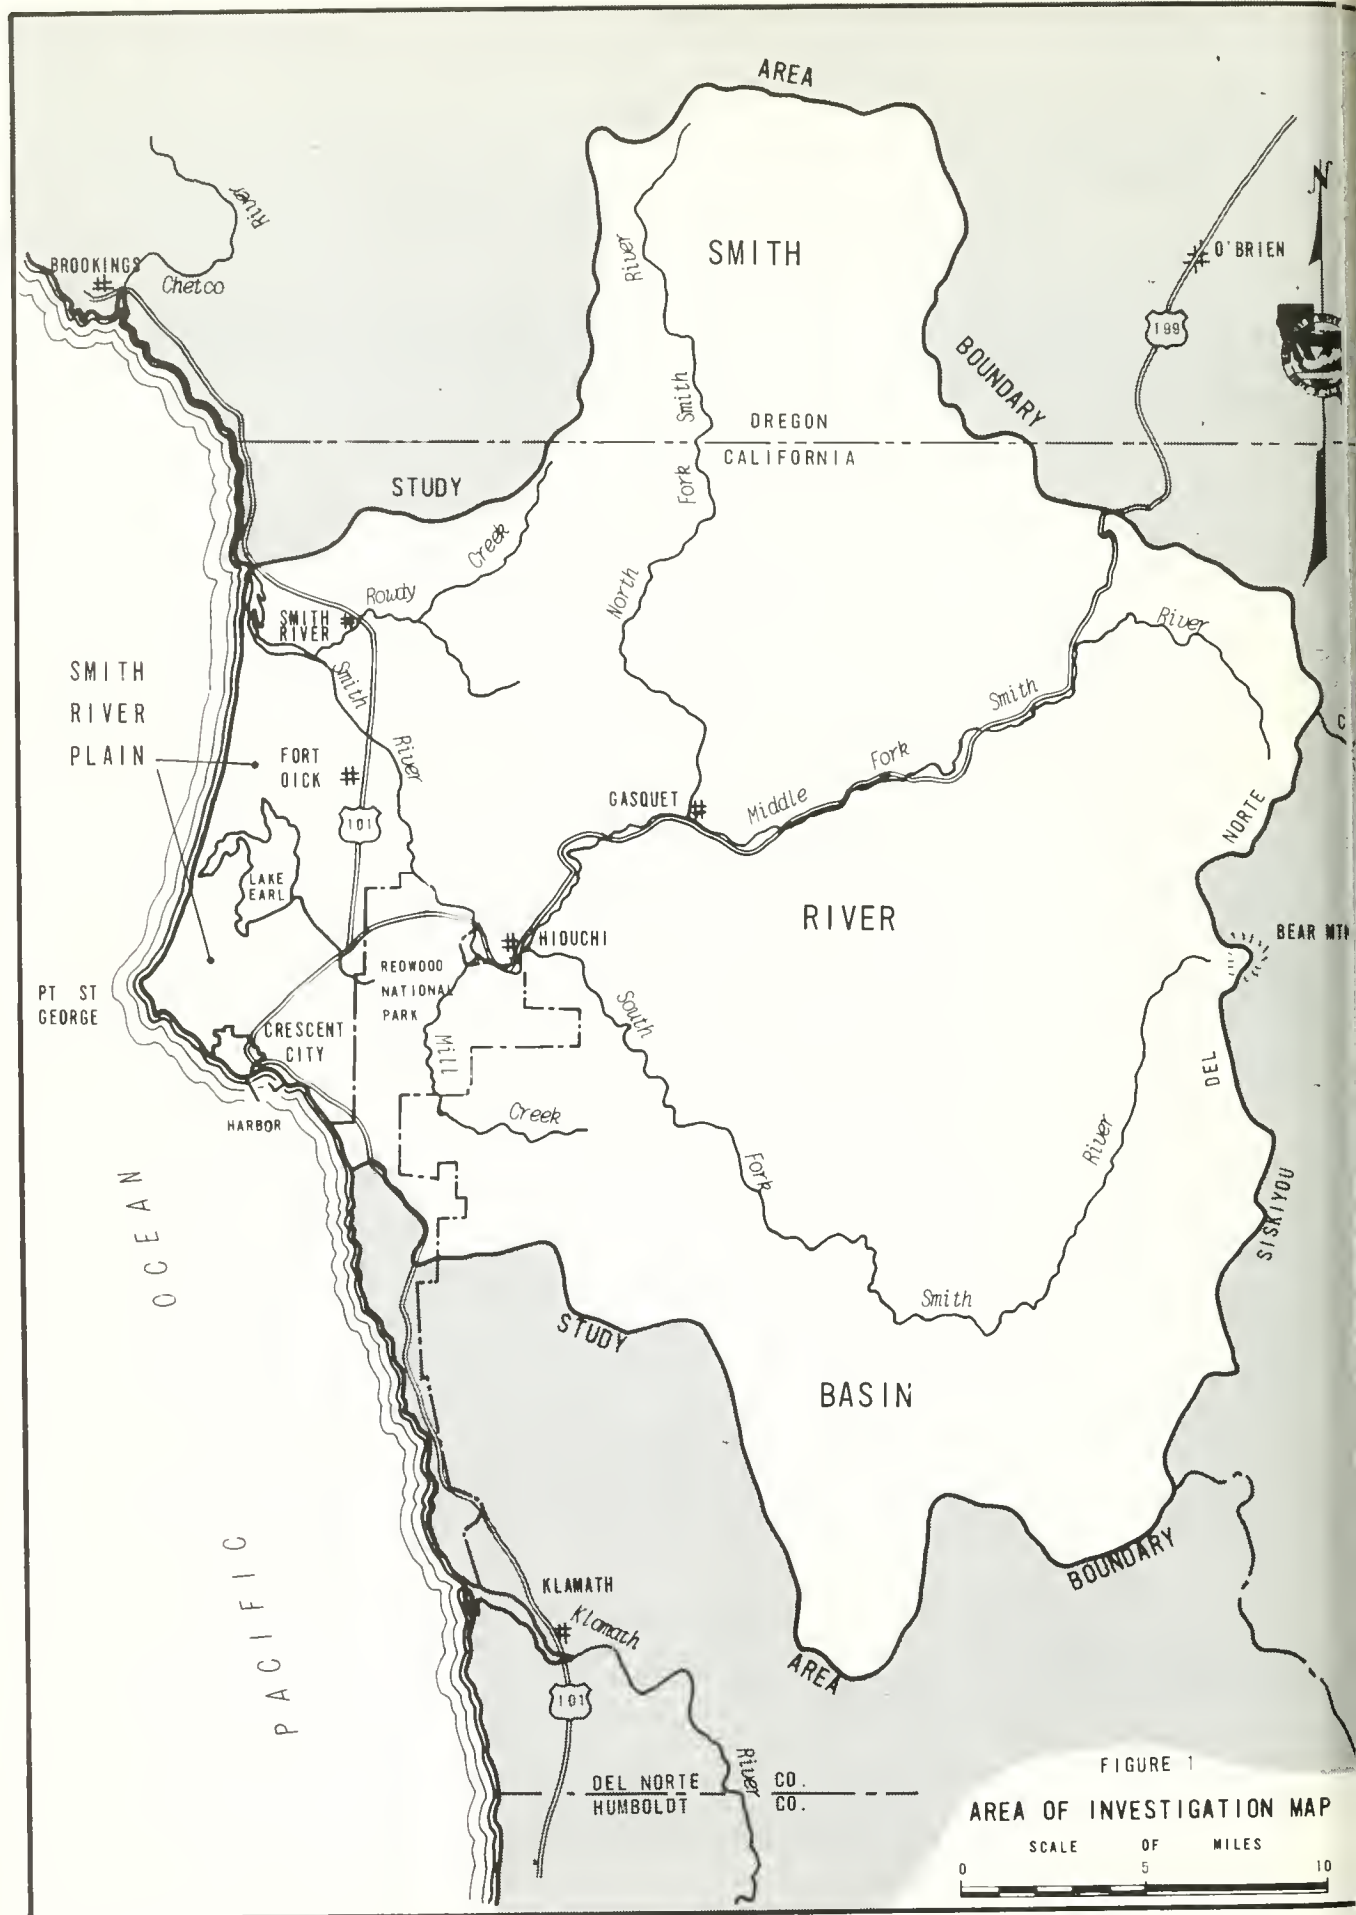 AREA
River
N
BROOKINGS
Chetco
River
SMITH
O'BRIEN
199
BOUNDARY
Smith
OREGON
CALIFORNIA
STUDY
Fork
Creek
North
Rowdy
SMITH
RIVER
River
Smith
SMITH
RIVER
PLAIN
Smith
River
Fork
FORT
DICK
GASQUET
Middle
NORTE
101
LAKE
EARL
RIVER
HIOUCHI
BEAR MTN
REDWOOD
NATIONAL
PARK
PT ST
GEORGE
South
CRESCENT
CITY
Mill
DEL
HARBOR
Creek
River
Fork
SISKIYOU
OCEAN
Smith
STUDY
BASIN
PACIFIC
BOUNDARY
KLAMATH
Klamath
AREA
101
River
DEL NORTE CO.
HUMBOLDT CO.
FIGURE 1
AREA OF INVESTIGATION MAP
SCALE OF MILES
0 5 10